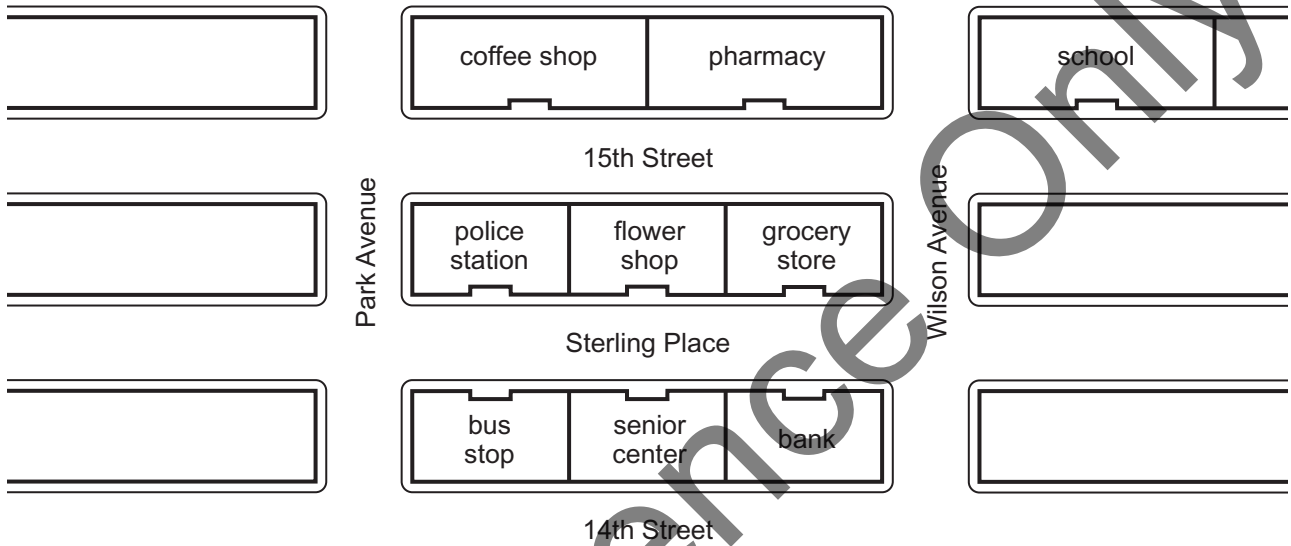 coffee shop pharmacy school
15th Street
Park Avenue
Wilson Avenue
police
station
flower
shop
grocery
store
Sterling Place
bus
stop
senior
center
bank
14th Street
ence Only